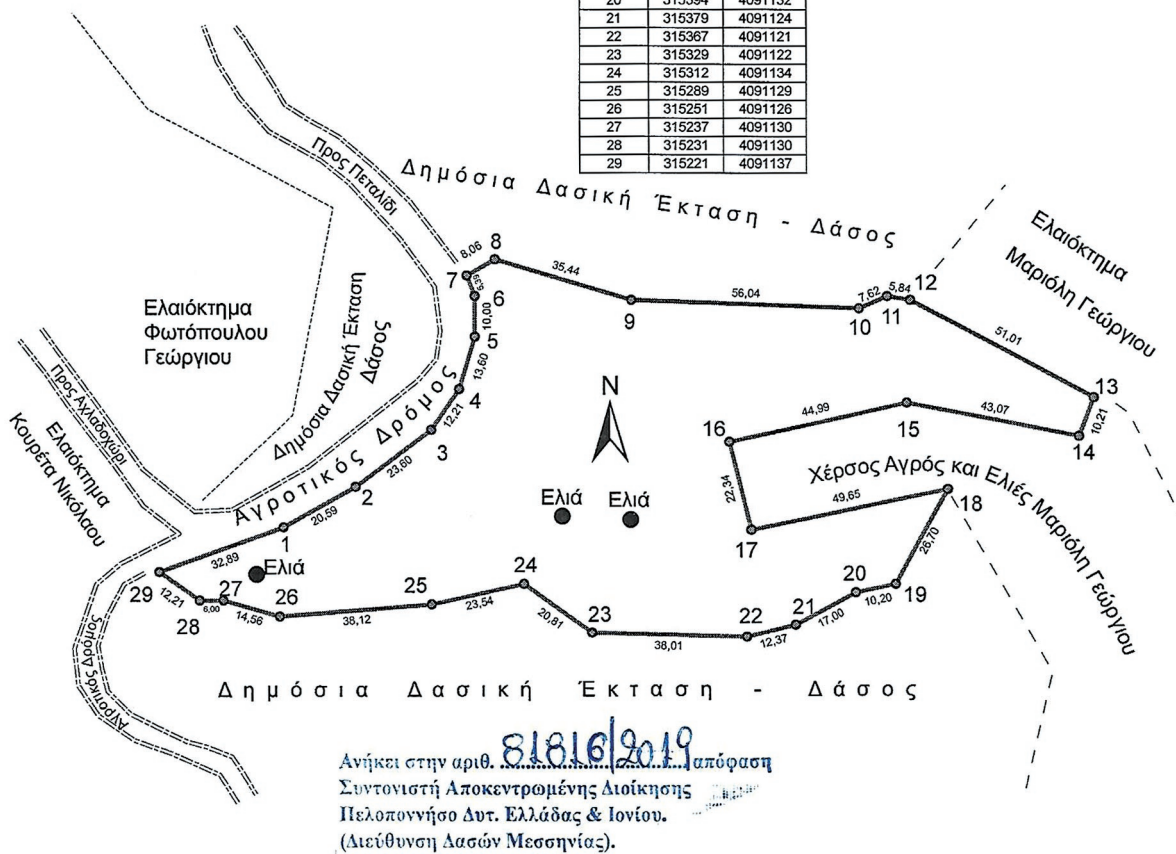 20 315394 4091132
21 315379 4091124
22 315367 4091121
23 315329 4091122
24 315312 4091134
25 315289 4091129
26 315251 4091126
27 315237 4091130
28 315231 4091130
29 315221 4091137
Προς Πεταλίδι
Δημόσια Δασική Έκταση - Δάσος
Ελαιόκτημα
Μαριόλη Γεώργιου
Ελαιόκτημα
Φωτόπουλου
Γεώργιου
Δημόσια Δασική Έκταση
Δάσος
Προς Αχλαδοχώρι
Ελαιόκτημα
Κουρέτα Νικόλαου
Αγροτικός Δρόμος
8,06
8
7
5,39
6
10,00
5
13,60
4
12,21
3
23,60
2
20,59
1
32,89
35,44
9
56,04
10
7,62
11
5,84
12
51,01
13
10,21
14
43,07
15
44,99
16
22,34
17
49,65
18
Χέρσος Αγρός και Ελιές Μαριόλη Γεώργιου
26,70
19
10,20
20
17,00
21
12,37
22
38,01
23
20,81
24
23,54
25
38,12
26
14,56
27
6,00
28
12,21
29
N
Ελιά
Ελιά
Ελιά
Αγροτικός Δρόμος
Δημόσια Δασική Έκταση - Δάσος
Ανήκει στην αριθ. 81816/2019 απόφαση
Συντονιστή Αποκεντρωμένης Διοίκησης
Πελοποννήσο Δυτ. Ελλάδας & Ιονίου.
(Διεύθυνση Δασών Μεσσηνίας).